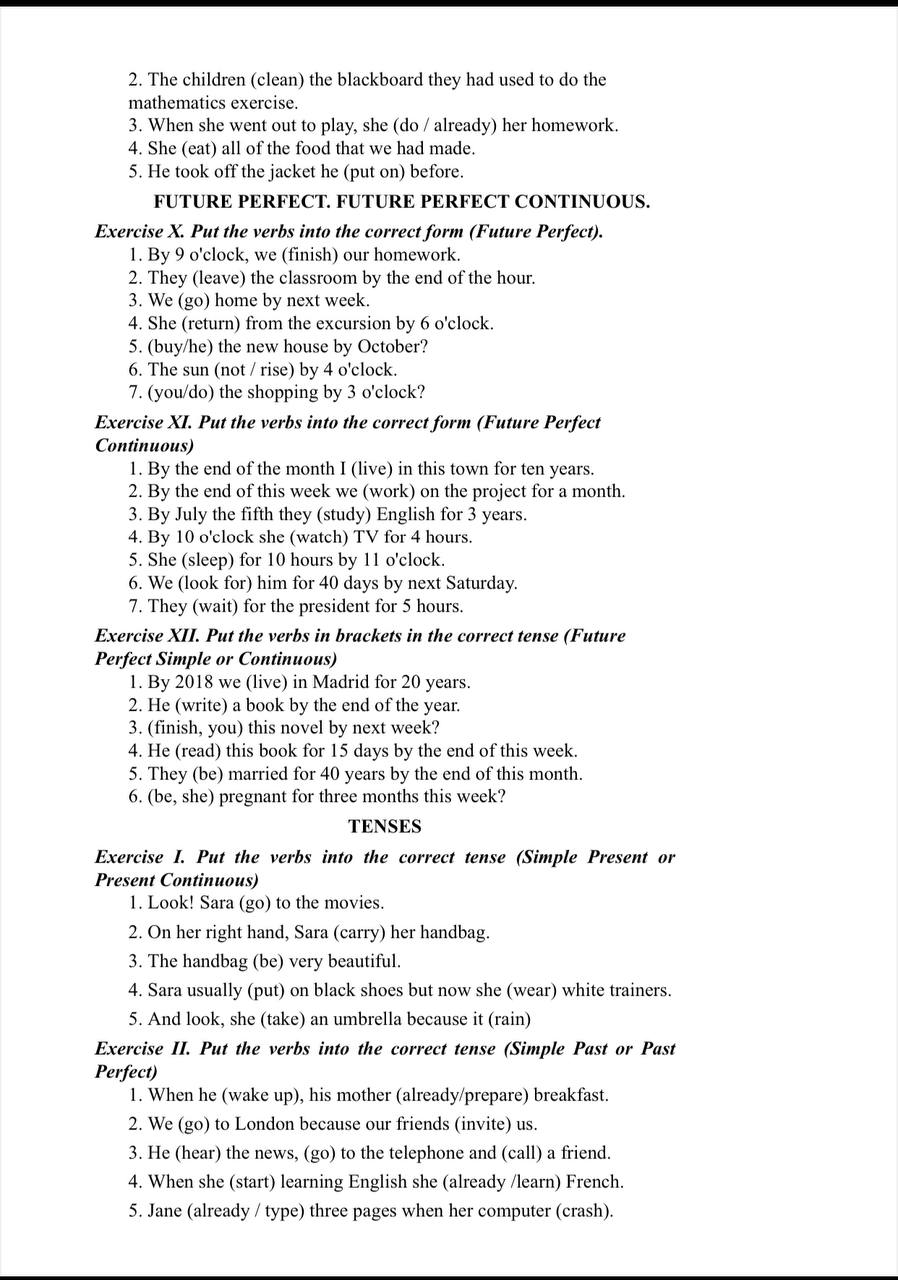 2. The children (clean) the blackboard they had used to do the
mathematics exercise.
3. When she went out to play, she (do / already) her homework.
4. She (eat) all of the food that we had made.
5. He took off the jacket he (put on) before.
FUTURE PERFECT. FUTURE PERFECT CONTINUOUS.
Exercise X. Put the verbs into the correct form (Future Perfect).
1. By 9 o'clock, we (finish) our homework.
2. They (leave) the classroom by the end of the hour.
3. We (go) home by next week.
4. She (return) from the excursion by 6 o'clock.
5. (buy/he) the new house by October?
6. The sun (not / rise) by 4 o'clock.
7. (you/do) the shopping by 3 o'clock?
Exercise XI. Put the verbs into the correct form (Future Perfect
Continuous)
1. By the end of the month I (live) in this town for ten years.
2. By the end of this week we (work) on the project for a month.
3. By July the fifth they (study) English for 3 years.
4. By 10 o'clock she (watch) TV for 4 hours.
5. She (sleep) for 10 hours by 11 o'clock.
6. We (look for) him for 40 days by next Saturday.
7. They (wait) for the president for 5 hours.
Exercise XII. Put the verbs in brackets in the correct tense (Future
Perfect Simple or Continuous)
1. By 2018 we (live) in Madrid for 20 years.
2. He (write) a book by the end of the year.
3. (finish, you) this novel by next week?
4. He (read) this book for 15 days by the end of this week.
5. They (be) married for 40 years by the end of this month.
6. (be, she) pregnant for three months this week?
TENSES
Exercise I. Put the verbs into the correct tense (Simple Present or
Present Continuous)
1. Look! Sara (go) to the movies.
2. On her right hand, Sara (carry) her handbag.
3. The handbag (be) very beautiful.
4. Sara usually (put) on black shoes but now she (wear) white trainers.
5. And look, she (take) an umbrella because it (rain)
Exercise II. Put the verbs into the correct tense (Simple Past or Past
Perfect)
1. When he (wake up), his mother (already/prepare) breakfast.
2. We (go) to London because our friends (invite) us.
3. He (hear) the news, (go) to the telephone and (call) a friend.
4. When she (start) learning English she (already /learn) French.
5. Jane (already / type) three pages when her computer (crash).